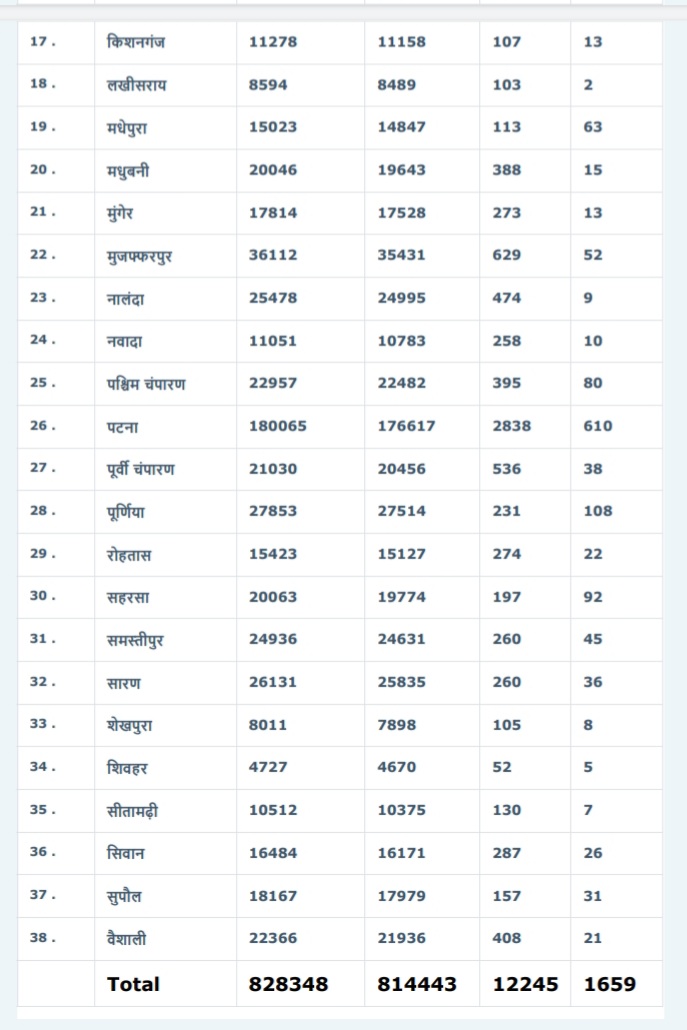 17 . किशनगंज 11278 11158 107 13
18 . लखीसराय 8594 8489 103 2
19 . मधेपुरा 15023 14847 113 63
20 . मधुबनी 20046 19643 388 15
21 . मुंगेर 17814 17528 273 13
22 . मुजफ्फरपुर 36112 35431 629 52
23 . नालंदा 25478 24995 474 9
24 . नवादा 11051 10783 258 10
25 . पश्चिम चंपारण 22957 22482 395 80
26 . पटना 180065 176617 2838 610
27 . पूर्वी चंपारण 21030 20456 536 38
28 . पूर्णिया 27853 27514 231 108
29 . रोहतास 15423 15127 274 22
30 . सहरसा 20063 19774 197 92
31 . समस्तीपुर 24936 24631 260 45
32 . सारण 26131 25835 260 36
33 . शेखपुरा 8011 7898 105 8
34 . शिवहर 4727 4670 52 5
35 . सीतामढ़ी 10512 10375 130 7
36 . सिवान 16484 16171 287 26
37 . सुपौल 18167 17979 157 31
38 . वैशाली 22366 21936 408 21
Total 828348 814443 12245 1659